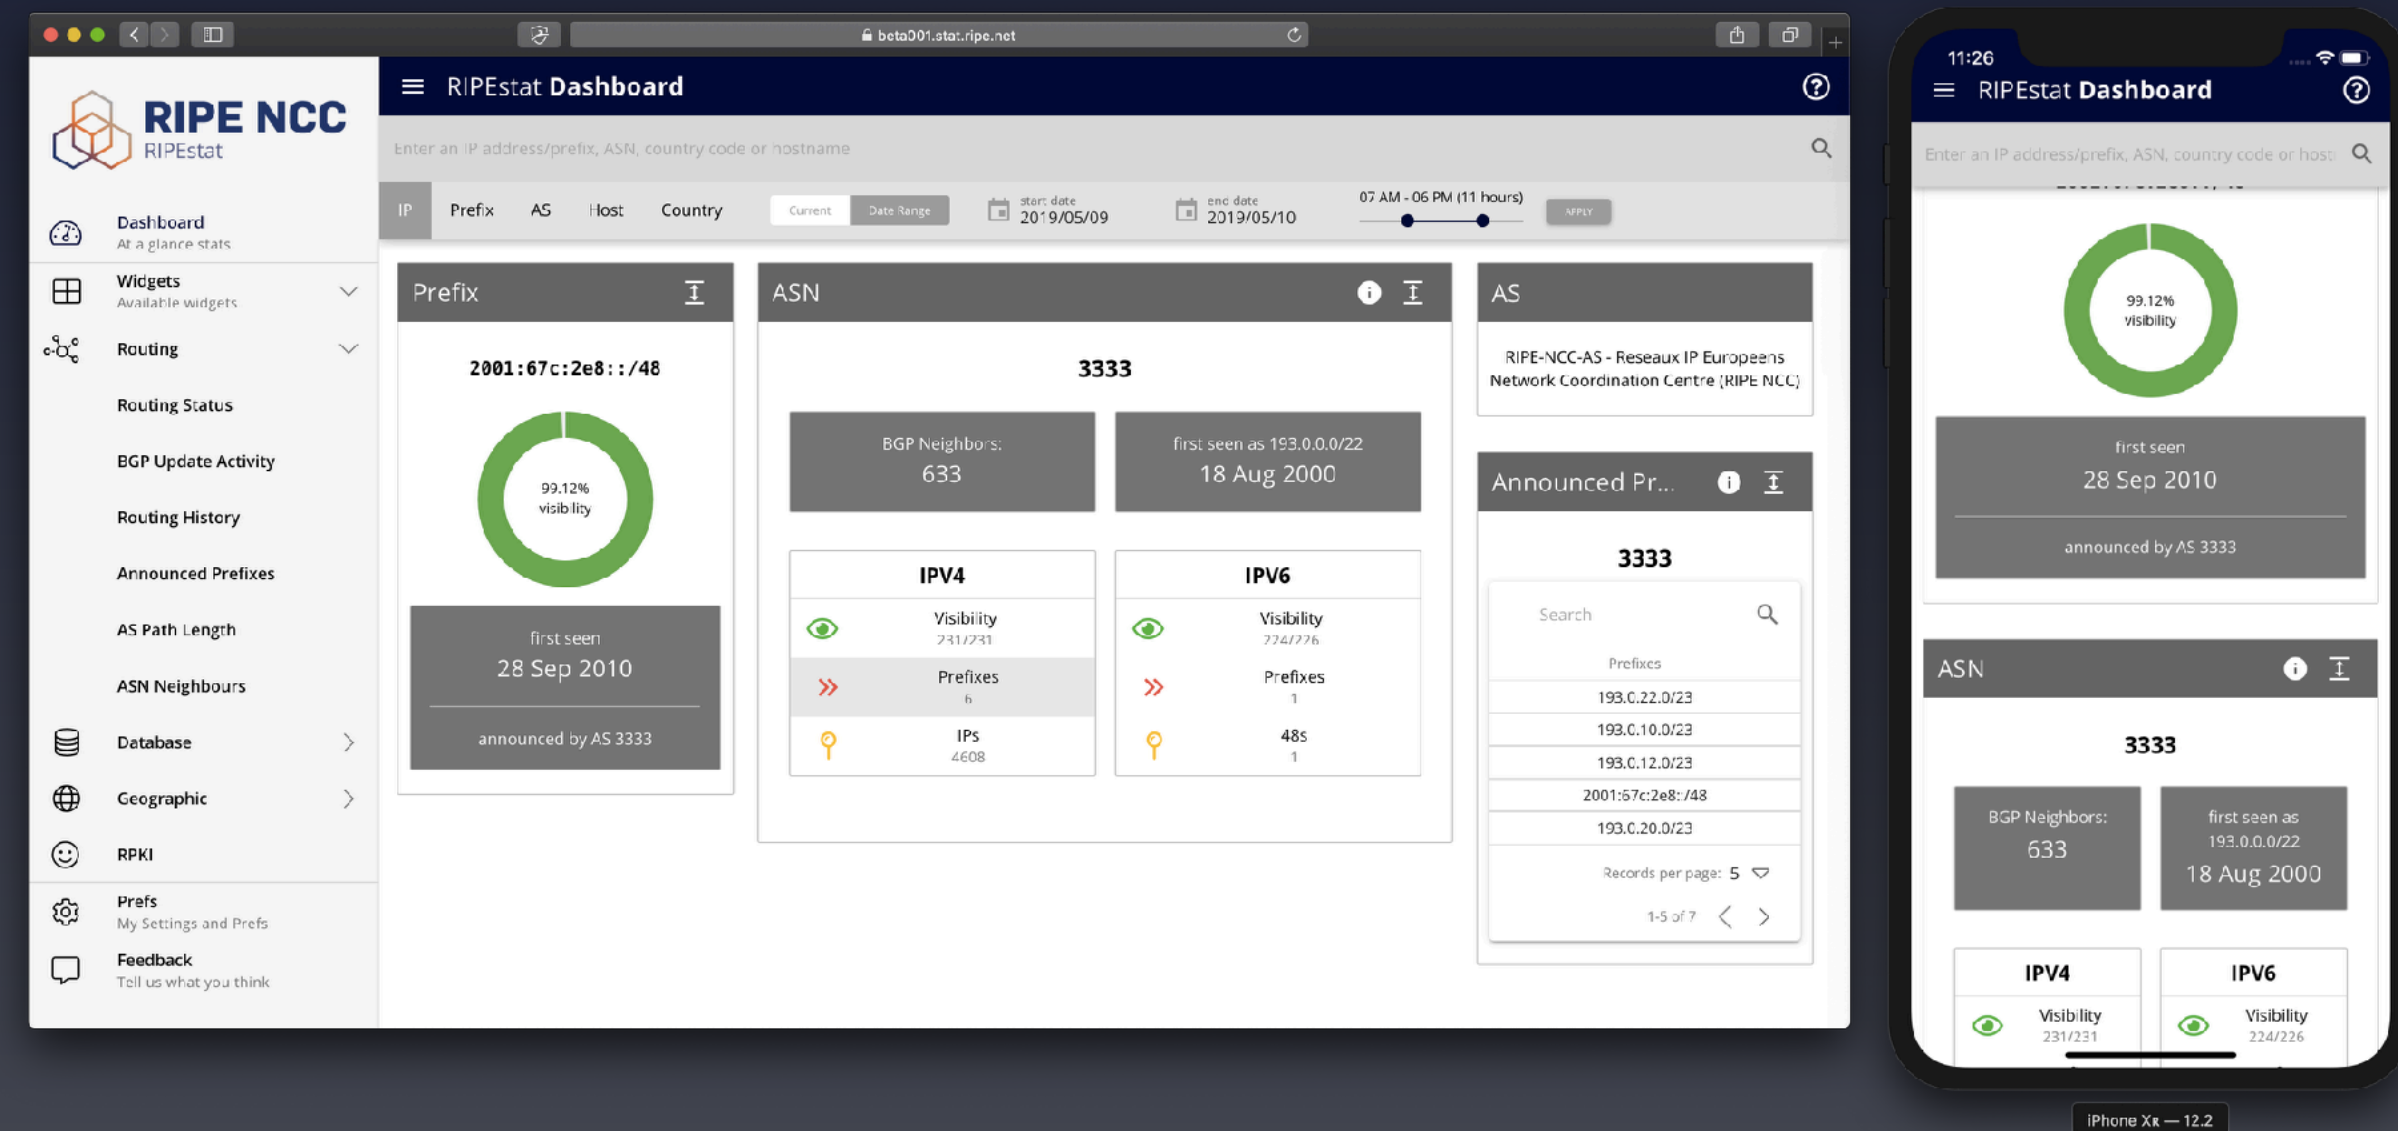 beta001.stat.ripe.net
RIPE NCC
RIPEstat
Dashboard
At a glance stats
Widgets
Available widgets
Routing
Routing Status
BGP Update Activity
Routing History
Announced Prefixes
AS Path Length
ASN Neighbours
Database
Geographic
RPKI
Prefs
My Settings and Prefs
Feedback
Tell us what you think
RIPEstat Dashboard
Enter an IP address/prefix, ASN, country code or hostname
IP Prefix AS Host Country
Current Date Range
start date
2019/05/09
end date
2019/05/10
07 AM - 06 PM (11 hours)
APPLY
Prefix
2001:67c:2e8::/48
99.12%
visibility
first seen
28 Sep 2010
announced by AS 3333
ASN
3333
BGP Neighbors:
633
first seen as 193.0.0.0/22
18 Aug 2000
IPV4
Visibility
231/231
Prefixes
6
IPs
4608
IPV6
Visibility
224/226
Prefixes
1
48s
1
AS
RIPE-NCC-AS - Reseaux IP Europeens
Network Coordination Centre (RIPE NCC)
Announced Pr...
3333
Search
Prefixes
193.0.22.0/23
193.0.10.0/23
193.0.12.0/23
2001:67c:2e8::/48
193.0.20.0/23
Records per page: 5
1-5 of 7
11:26
RIPEstat Dashboard
Enter an IP address/prefix, ASN, country code or host
99.12%
visibility
first seen
28 Sep 2010
announced by AS 3333
ASN
3333
BGP Neighbors:
633
first seen as
193.0.0.0/22
18 Aug 2000
IPV4
Visibility
231/231
IPV6
Visibility
224/226
iPhone XR — 12.2